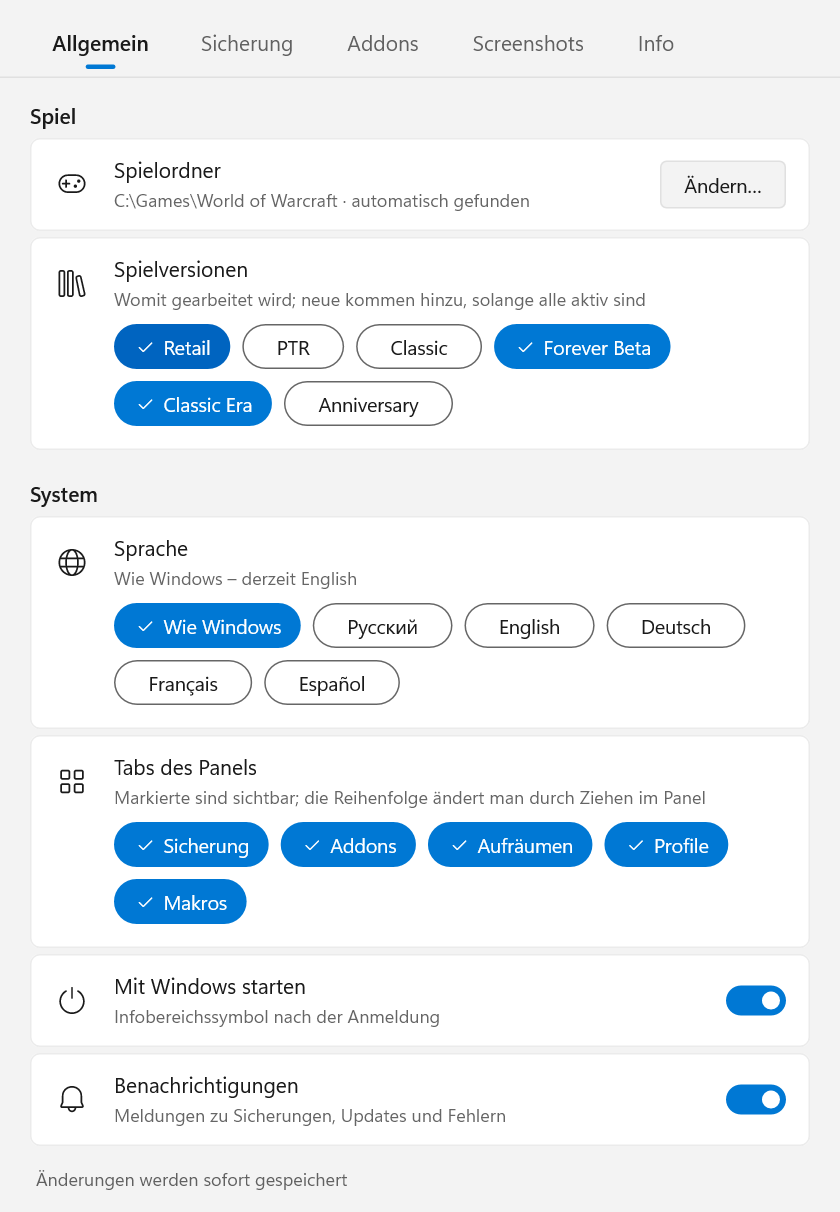 Allgemein Sicherung Addons Screenshots Info
Spiel
Spielordner
C:\Games\World of Warcraft · automatisch gefunden
Ändern...
Spielversionen
Womit gearbeitet wird; neue kommen hinzu, solange alle aktiv sind
Retail PTR Classic Forever Beta
Classic Era Anniversary
System
Sprache
Wie Windows – derzeit English
Wie Windows Русский English Deutsch
Français Español
Tabs des Panels
Markierte sind sichtbar; die Reihenfolge ändert man durch Ziehen im Panel
Sicherung Addons Aufräumen Profile
Makros
Mit Windows starten
Infobereichssymbol nach der Anmeldung
Benachrichtigungen
Meldungen zu Sicherungen, Updates und Fehlern
Änderungen werden sofort gespeichert